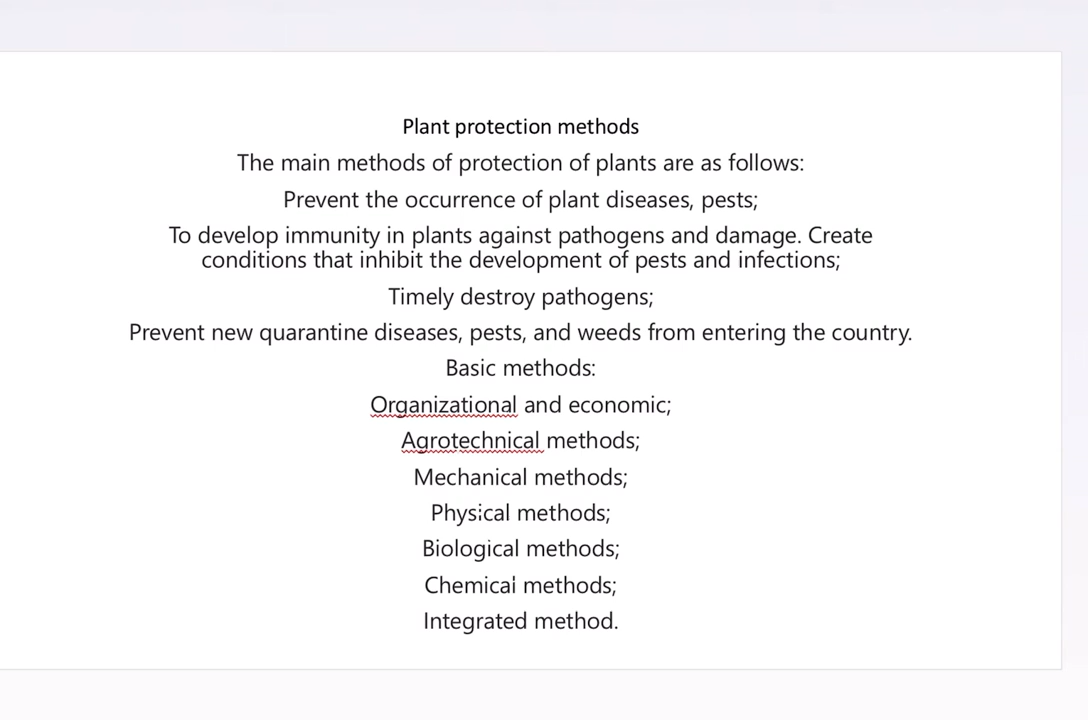 Plant protection methods
The main methods of protection of plants are as follows:
Prevent the occurrence of plant diseases, pests;
To develop immunity in plants against pathogens and damage. Create
conditions that inhibit the development of pests and infections;
Timely destroy pathogens;
Prevent new quarantine diseases, pests, and weeds from entering the country.
Basic methods:
Organizational and economic;
Agrotechnical methods;
Mechanical methods;
Physical methods;
Biological methods;
Chemical methods;
Integrated method.